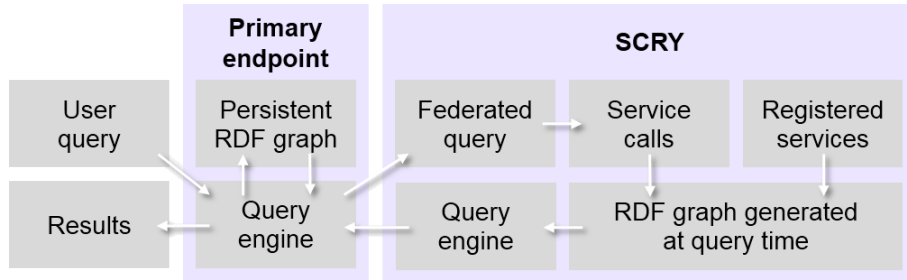 Primary
endpoint
SCRY
User
query
Persistent
RDF graph
Federated
query
Service
calls
Registered
services
Results
Query
engine
Query
engine
RDF graph generated
at query time